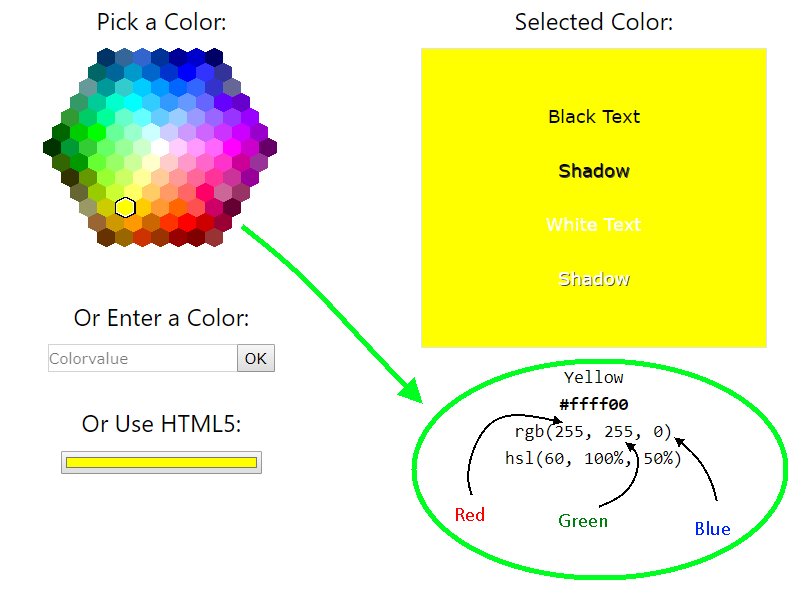 Pick a Color:
Selected Color:
Black Text
Shadow
White Text
Shadow
Or Enter a Color:
Colorvalue OK
Or Use HTML5:
Yellow
#ffff00
rgb(255, 255, 0)
hsl(60, 100%, 50%)
Red
Green
Blue